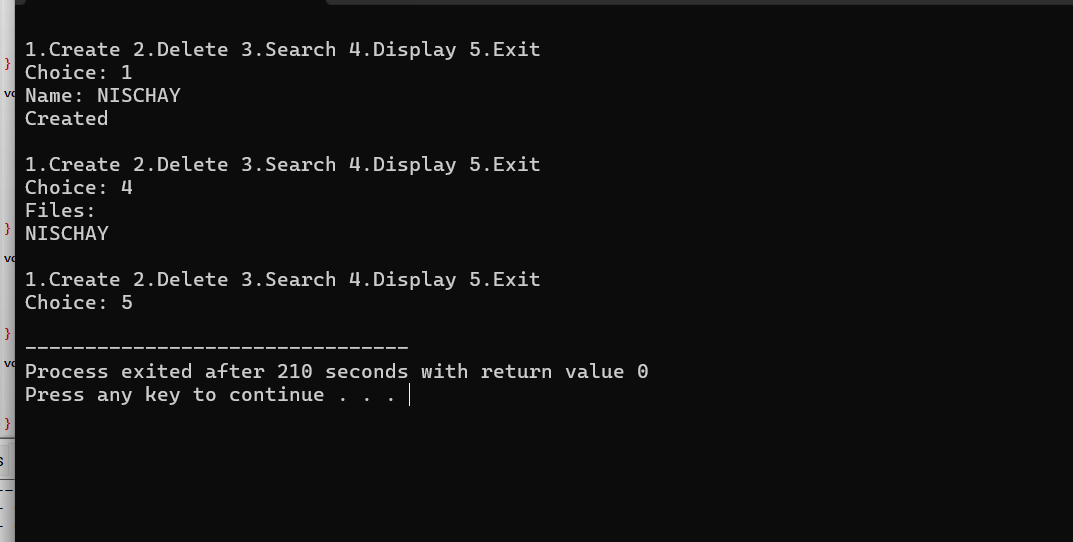 1.Create 2.Delete 3.Search 4.Display 5.Exit
Choice: 1
Name: NISCHAY
Created
1.Create 2.Delete 3.Search 4.Display 5.Exit
Choice: 4
Files:
NISCHAY
1.Create 2.Delete 3.Search 4.Display 5.Exit
Choice: 5
--------------------------------
Process exited after 210 seconds with return value 0
Press any key to continue . . .